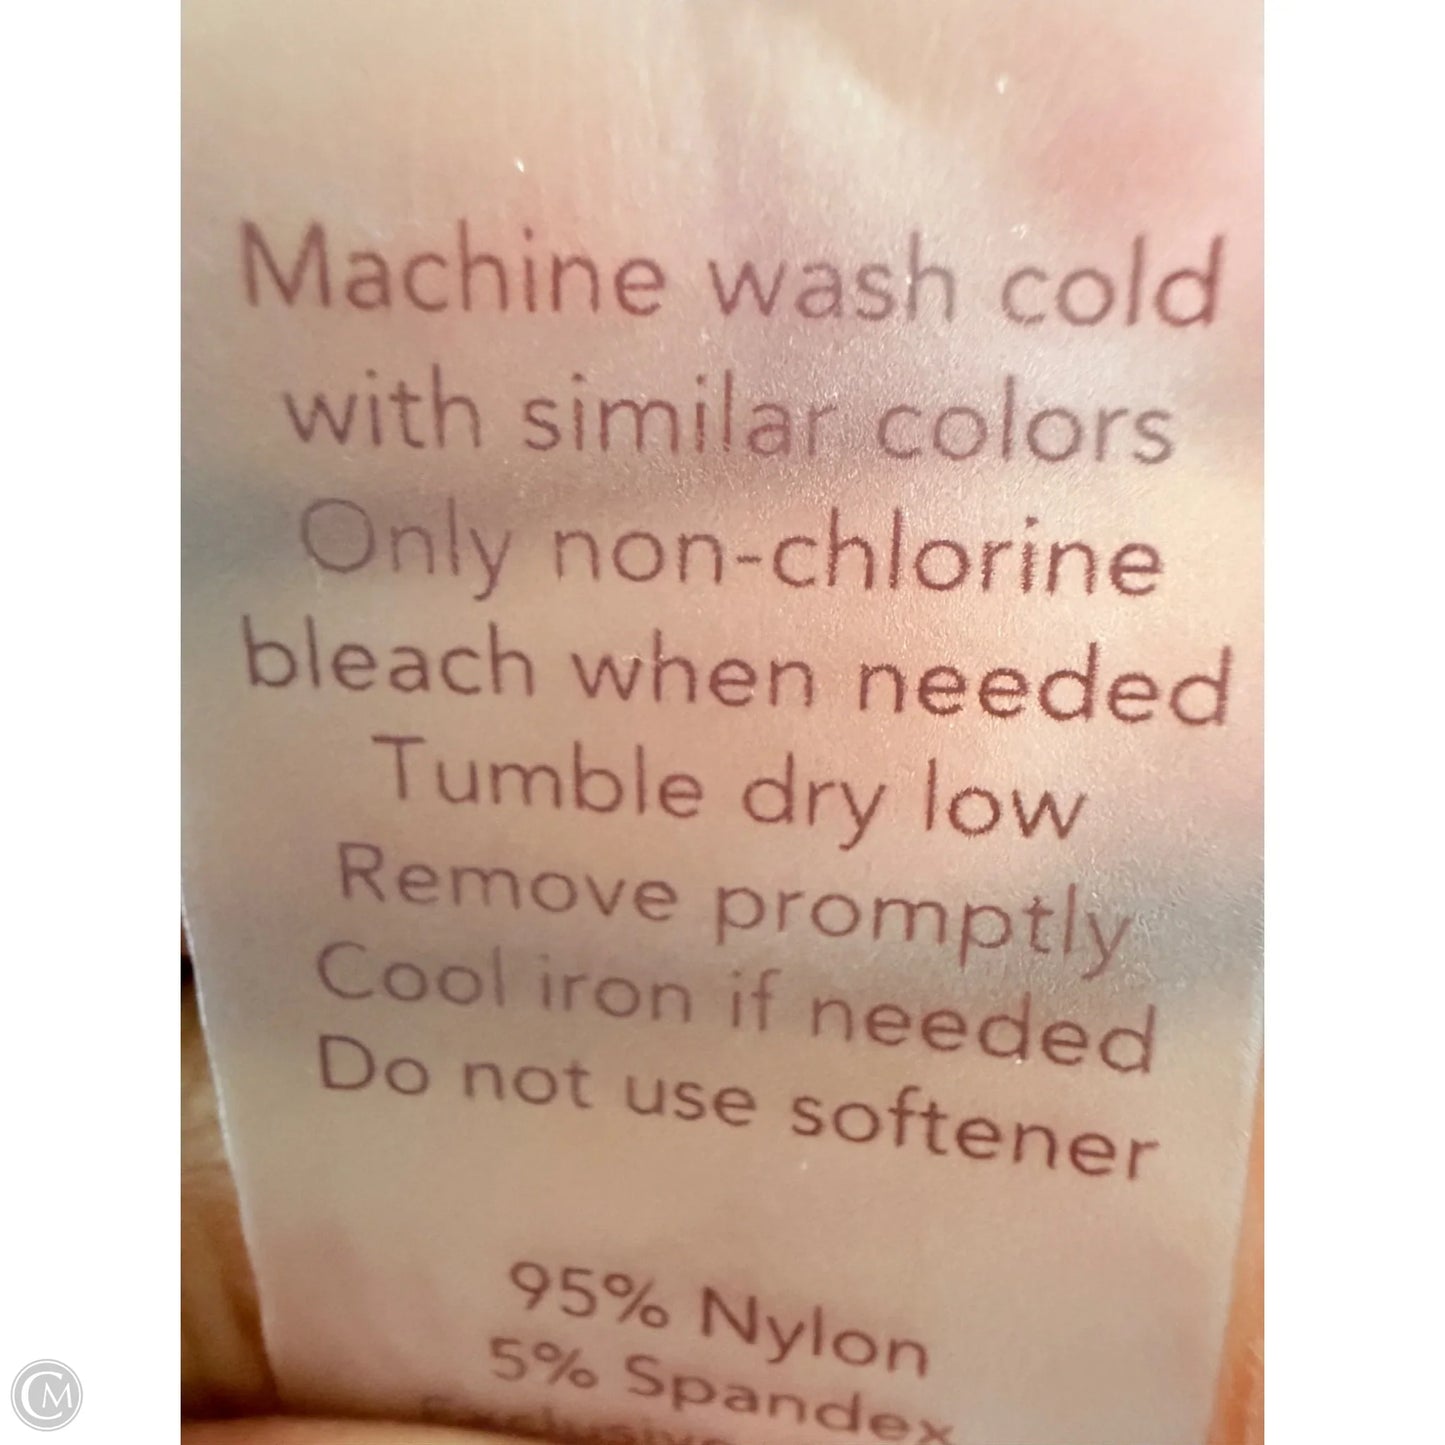 Machine wash cold
with similar colors
Only non-chlorine
bleach when needed
Tumble dry low
Remove promptly
Cool iron if needed
Do not use softener
95% Nylon
5% Spandex
CM